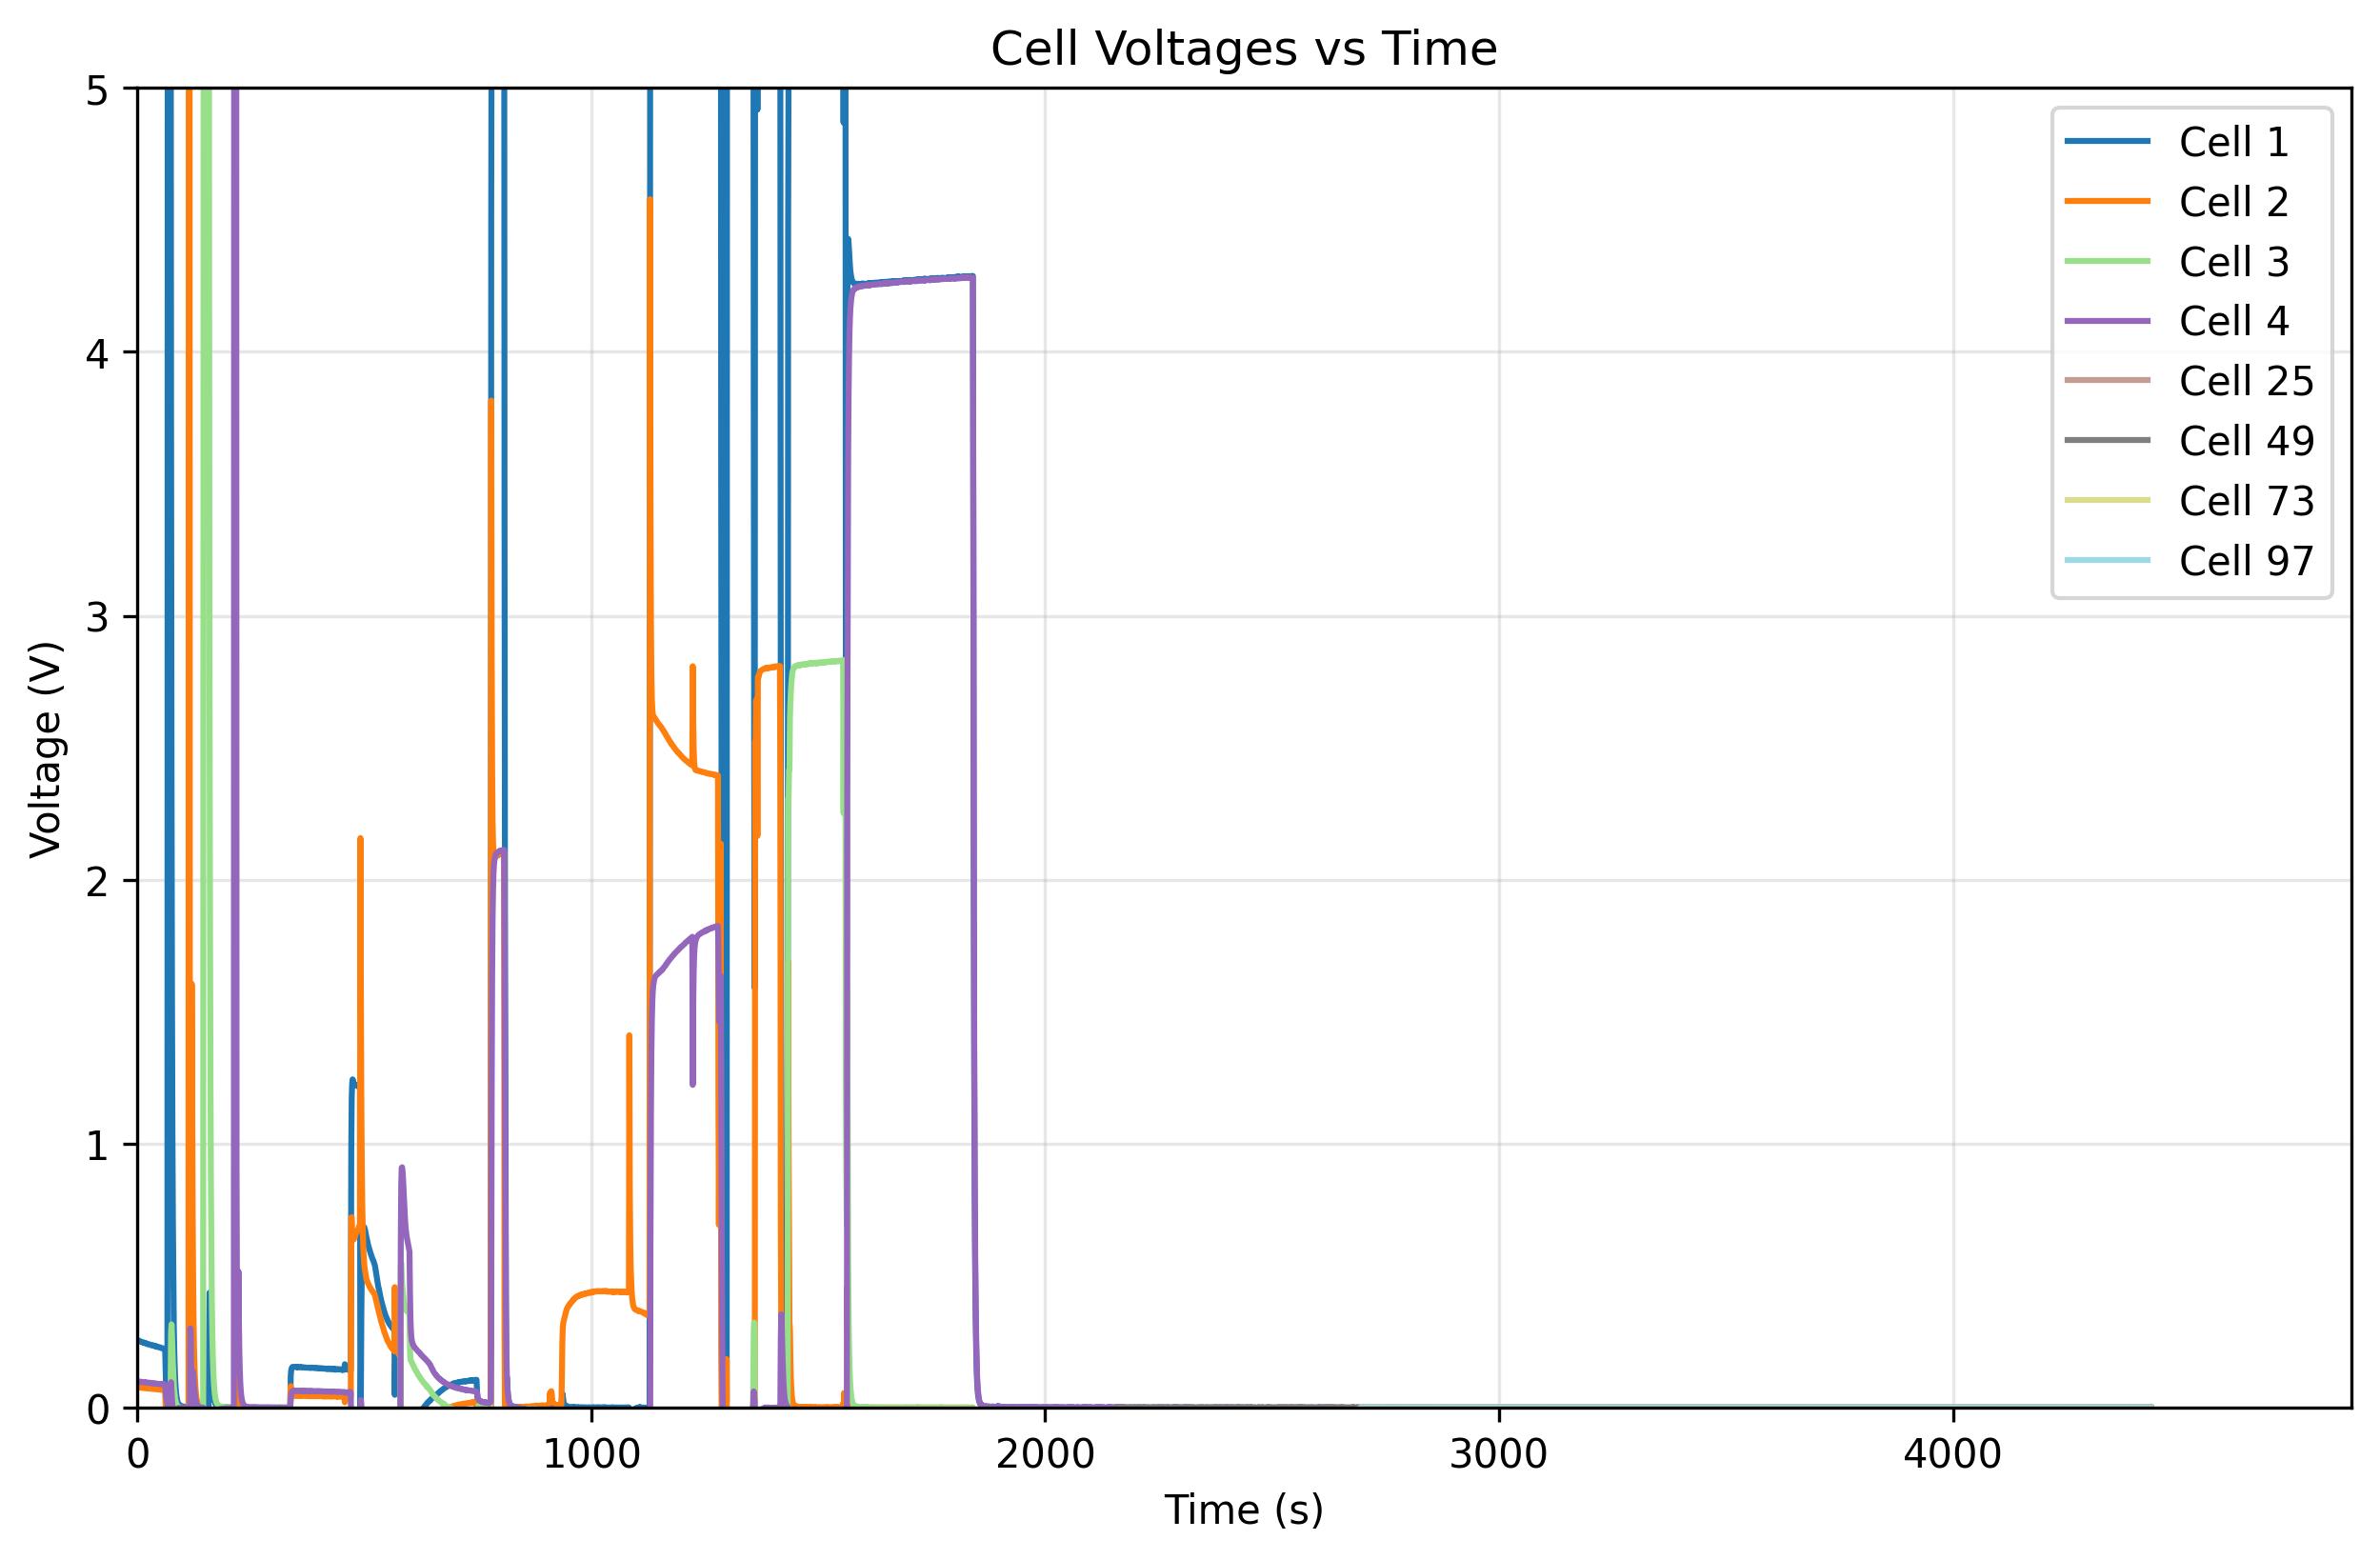 Cell Voltages vs Time
5
4
3
2
1
0
Voltage (V)
0
1000
2000
3000
4000
Time (s)
Cell 1
Cell 2
Cell 3
Cell 4
Cell 25
Cell 49
Cell 73
Cell 97